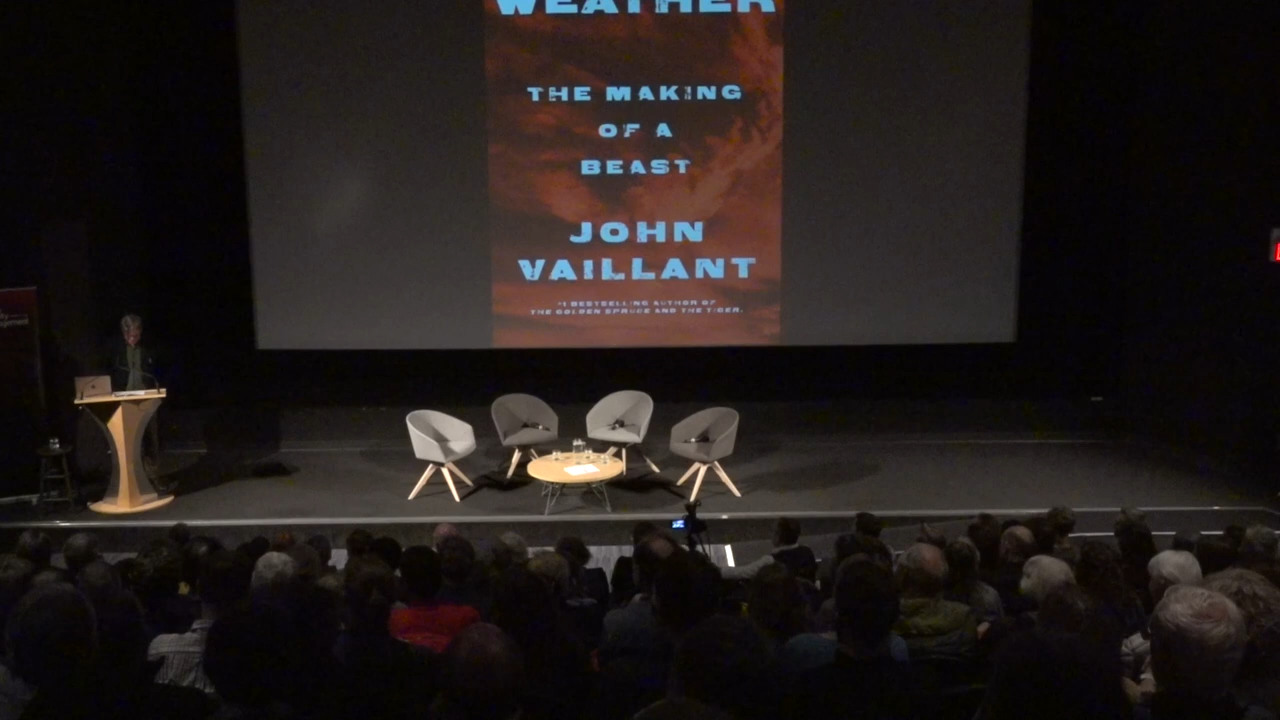 WEATHER
THE MAKING
OF A
BEAST
JOHN
VAILLANT
#1 BESTSELLING AUTHOR OF
THE GOLDEN SPRUCE AND THE TIGER.